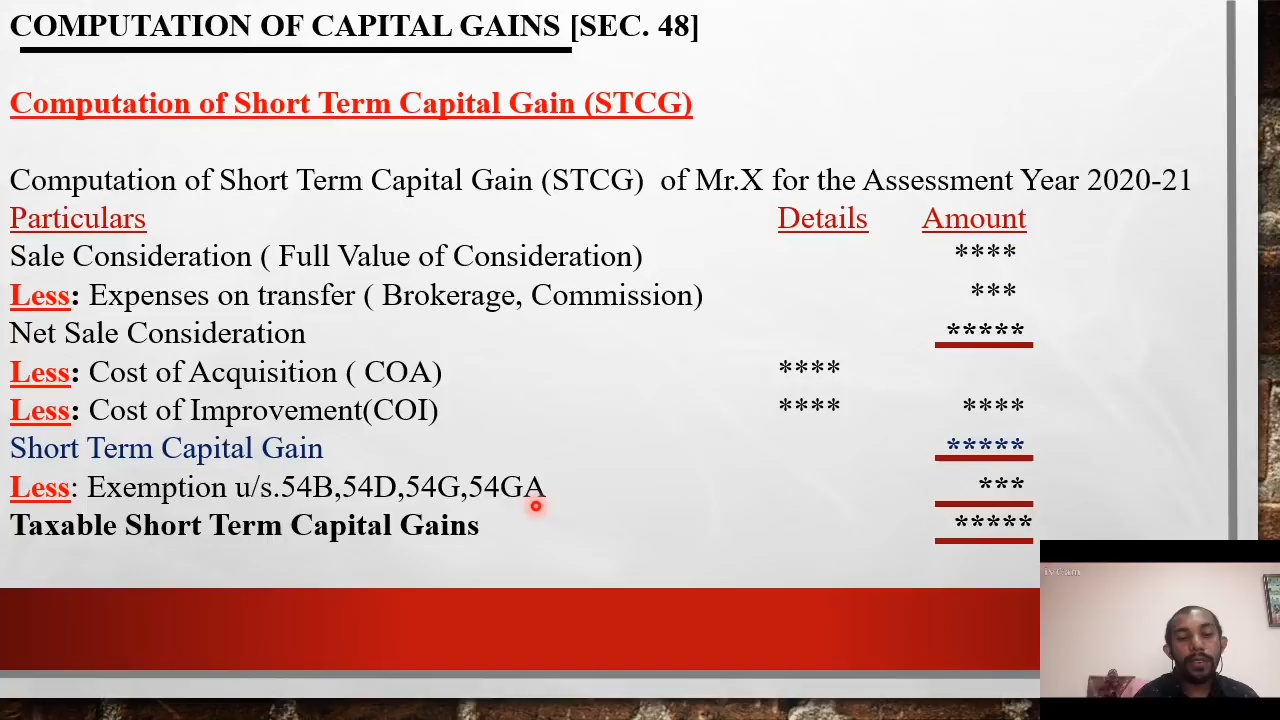 COMPUTATION OF CAPITAL GAINS [SEC. 48]
Computation of Short Term Capital Gain (STCG)
Computation of Short Term Capital Gain (STCG) of Mr.X for the Assessment Year 2020-21
Particulars Details Amount
Sale Consideration ( Full Value of Consideration) ****
Less: Expenses on transfer ( Brokerage, Commission) ***
Net Sale Consideration *****
Less: Cost of Acquisition ( COA) ****
Less: Cost of Improvement(COI) **** ****
Short Term Capital Gain *****
Less: Exemption u/s.54B,54D,54G,54GA ***
Taxable Short Term Capital Gains *****